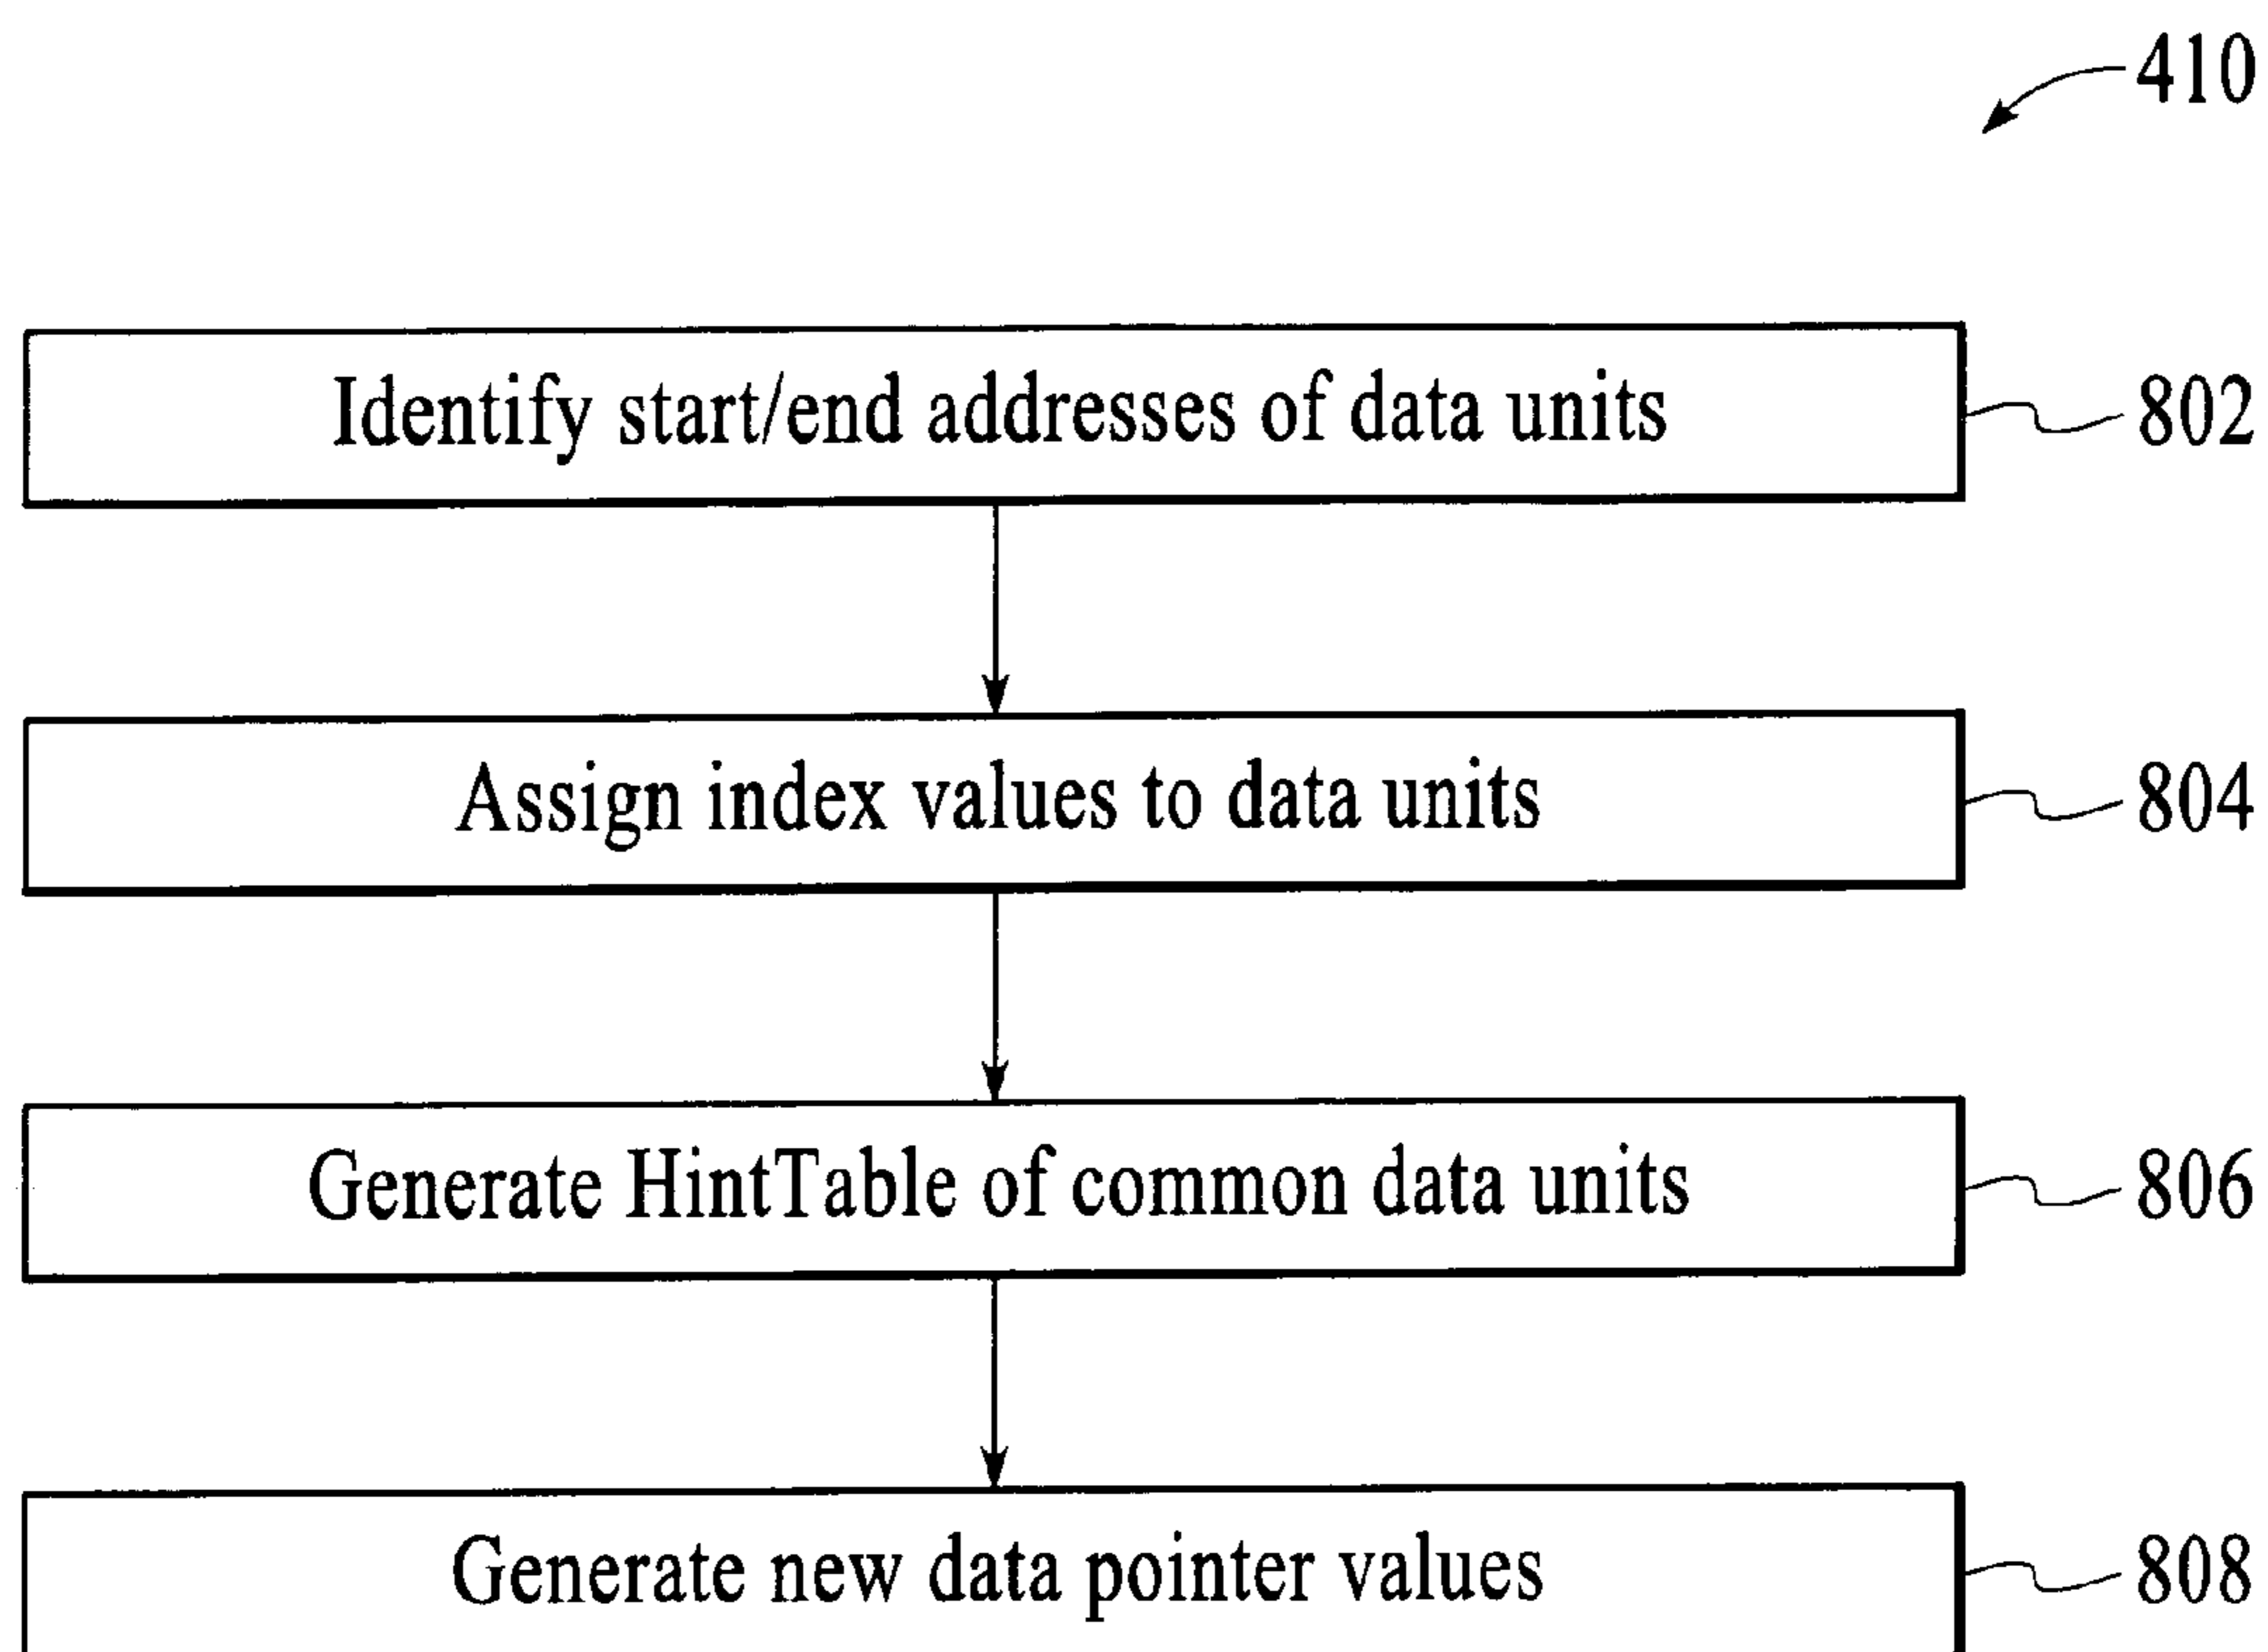 410
Identify start/end addresses of data units
802
Assign index values to data units
804
Generate HintTable of common data units
806
Generate new data pointer values
808